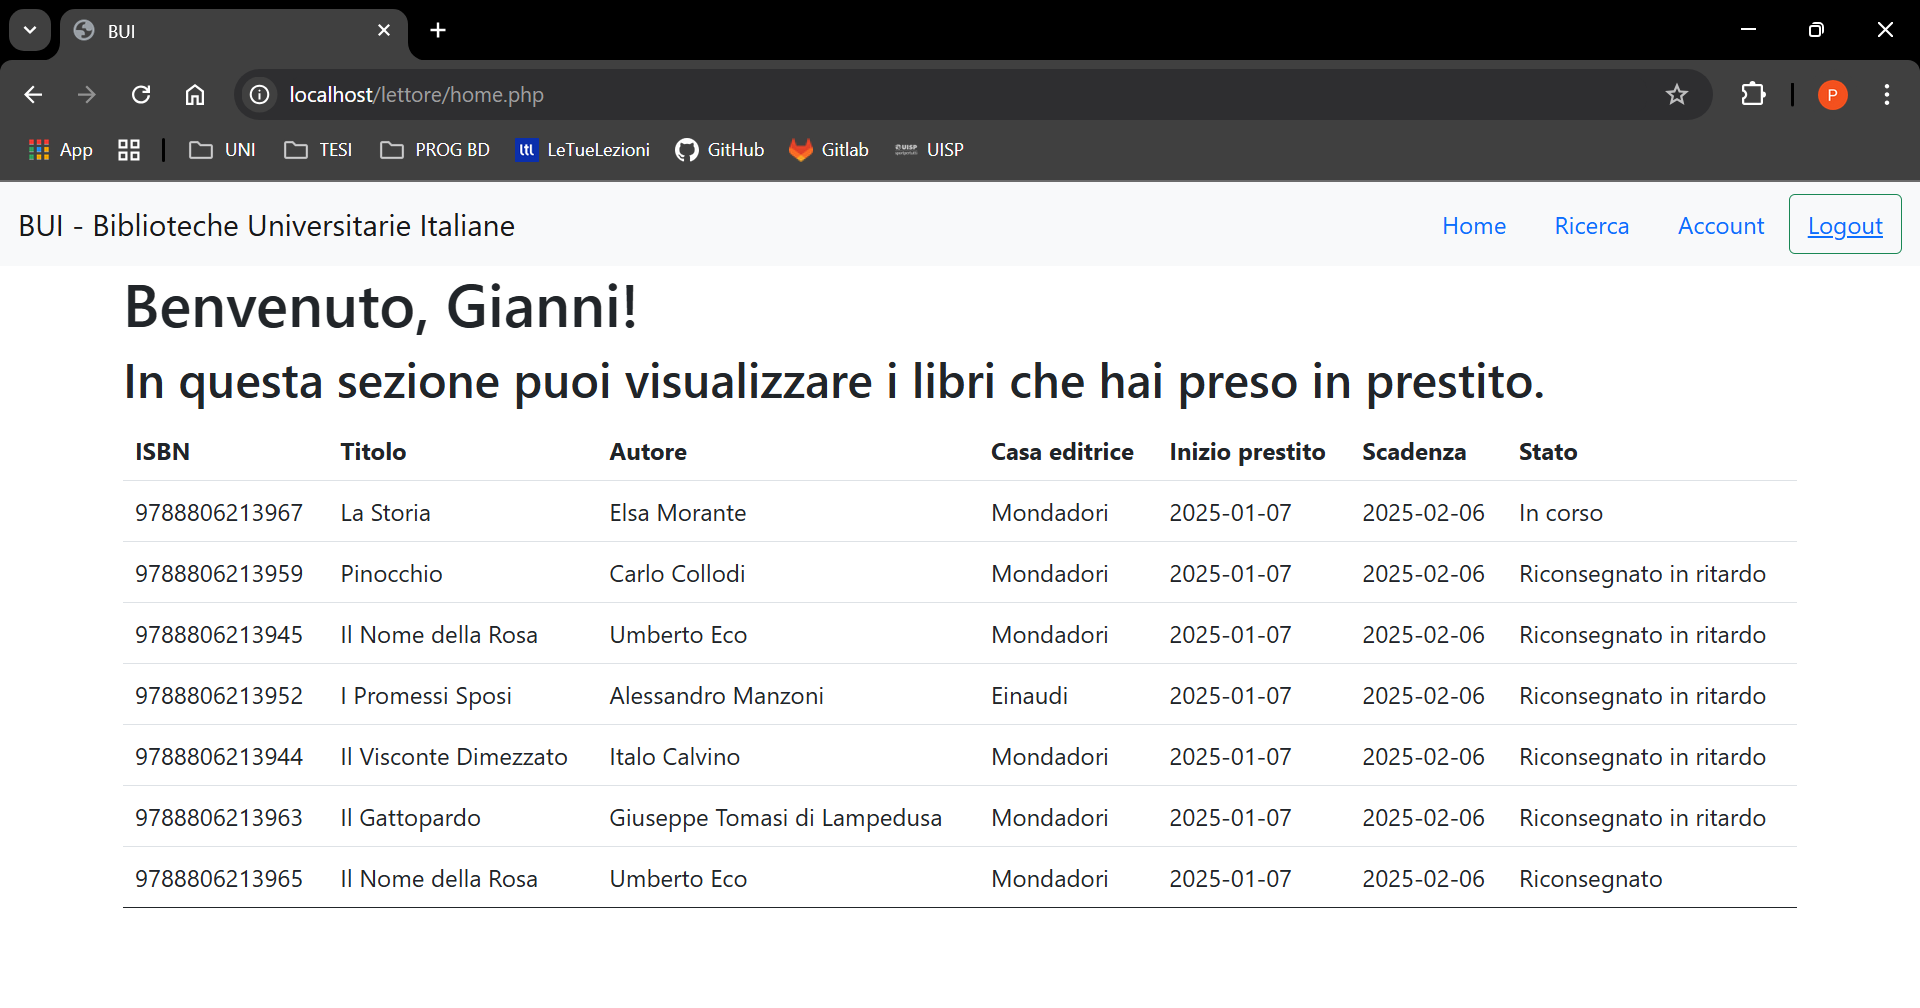 BUI
localhost/lettore/home.php
P
App UNI TESI PROG BD LeTueLezioni GitHub Gitlab UISP
BUI - Biblioteche Universitarie Italiane Home Ricerca Account Logout
Benvenuto, Gianni!
In questa sezione puoi visualizzare i libri che hai preso in prestito.
ISBN Titolo Autore Casa editrice Inizio prestito Scadenza Stato
9788806213967 La Storia Elsa Morante Mondadori 2025-01-07 2025-02-06 In corso
9788806213959 Pinocchio Carlo Collodi Mondadori 2025-01-07 2025-02-06 Riconsegnato in ritardo
9788806213945 Il Nome della Rosa Umberto Eco Mondadori 2025-01-07 2025-02-06 Riconsegnato in ritardo
9788806213952 I Promessi Sposi Alessandro Manzoni Einaudi 2025-01-07 2025-02-06 Riconsegnato in ritardo
9788806213944 Il Visconte Dimezzato Italo Calvino Mondadori 2025-01-07 2025-02-06 Riconsegnato in ritardo
9788806213963 Il Gattopardo Giuseppe Tomasi di Lampedusa Mondadori 2025-01-07 2025-02-06 Riconsegnato in ritardo
9788806213965 Il Nome della Rosa Umberto Eco Mondadori 2025-01-07 2025-02-06 Riconsegnato